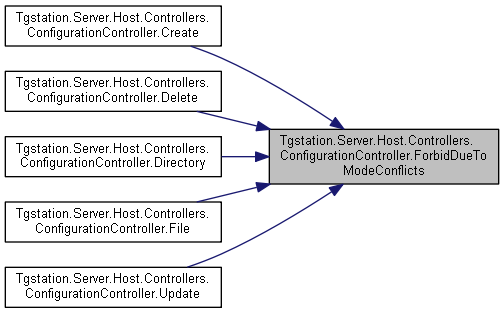 Tgstation.Server.Host.Controllers.
ConfigurationController.Create
Tgstation.Server.Host.Controllers.
ConfigurationController.Delete
Tgstation.Server.Host.Controllers.
ConfigurationController.Directory
Tgstation.Server.Host.Controllers.
ConfigurationController.File
Tgstation.Server.Host.Controllers.
ConfigurationController.Update
Tgstation.Server.Host.Controllers.
ConfigurationController.ForbidDueTo
ModeConflicts